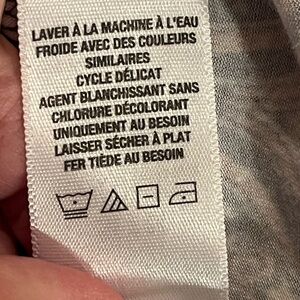 LAVER À LA MACHINE À L'EAU
FROIDE AVEC DES COULEURS
SIMILAIRES
CYCLE DÉLICAT
AGENT BLANCHISSANT SANS
CHLORURE DÉCOLORANT
UNIQUEMENT AU BESOIN
LAISSER SÉCHER À PLAT
FER TIÈDE AU BESOIN